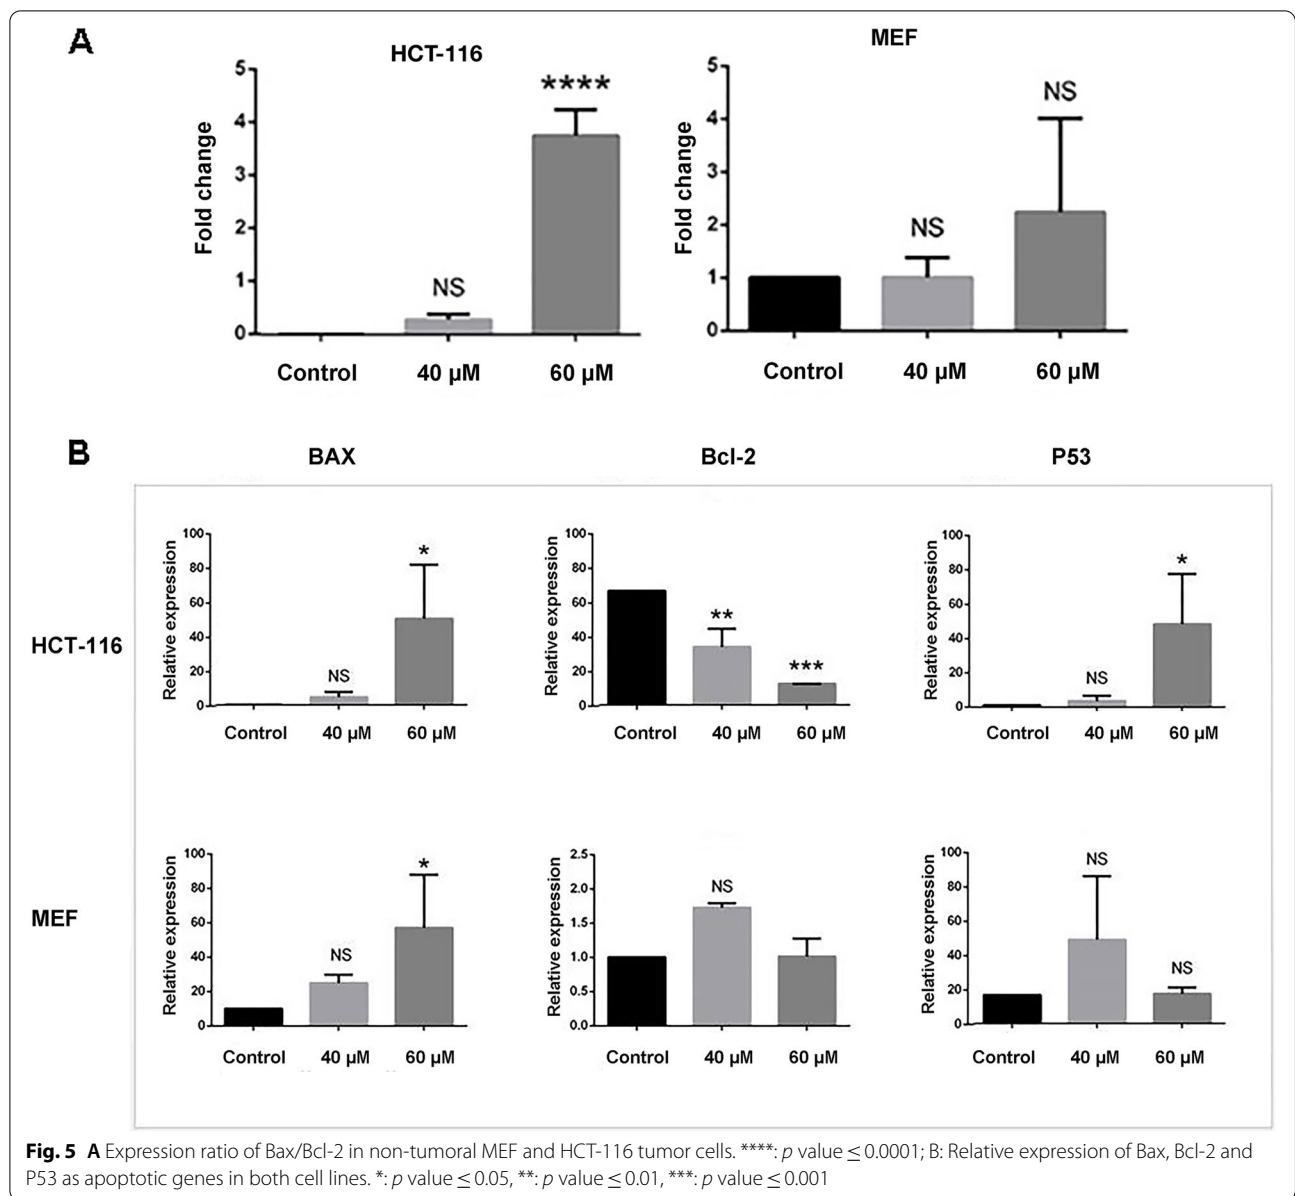 A
HCT-116
MEF
Fold change
5
4
3
2
1
0
NS
****
Control
40 µM
60 µM
Fold change
5
4
3
2
1
0
NS
NS
Control
40 µM
60 µM
B
BAX
Bcl-2
P53
HCT-116
Relative expression
100
80
60
40
20
0
NS
*
Control
40 µM
60 µM
Relative expression
100
80
60
40
20
0
**
***
Control
40 µM
60 µM
Relative expression
100
80
60
40
20
0
NS
*
Control
40 µM
60 µM
MEF
Relative expression
100
80
60
40
20
0
NS
*
Control
40 µM
60 µM
Relative expression
2.5
2.0
1.5
1.0
0.5
0.0
NS
Control
40 µM
60 µM
Relative expression
100
80
60
40
20
0
NS
NS
Control
40 µM
60 µM
Fig. 5 A Expression ratio of Bax/Bcl-2 in non-tumoral MEF and HCT-116 tumor cells. ****: p value ≤ 0.0001; B: Relative expression of Bax, Bcl-2 and
P53 as apoptotic genes in both cell lines. *: p value ≤ 0.05, **: p value ≤ 0.01, ***: p value ≤ 0.001